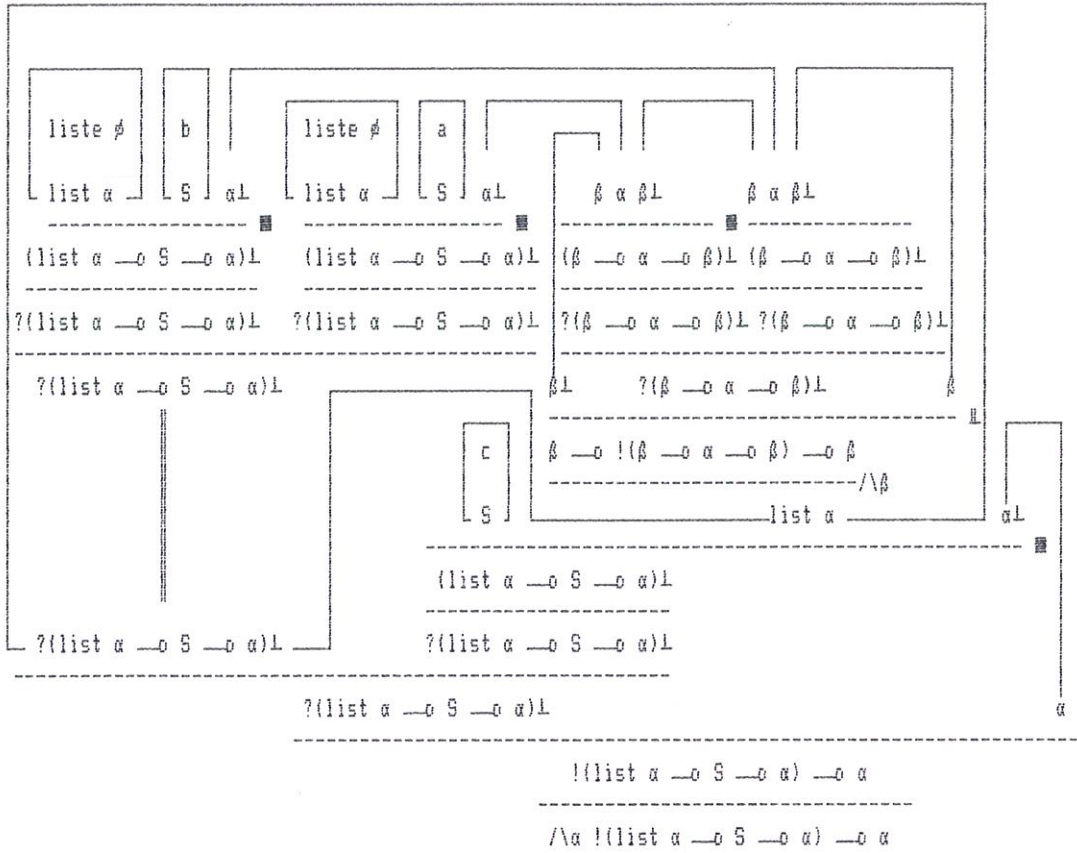 liste ø b liste ø a
list α S α⊥ list α S α⊥ β α β⊥ β α β⊥
(list α —o S —o α)⊥ (list α —o S —o α)⊥ (β —o α —o β)⊥ (β —o α —o β)⊥
?(list α —o S —o α)⊥ ?(list α —o S —o α)⊥ ?(β —o α —o β)⊥ ?(β —o α —o β)⊥
?(list α —o S —o α)⊥ β⊥ ?(β —o α —o β)⊥ β
⊥
c β —o !(β —o α —o β) —o β
/\β
S list α α⊥
(list α —o S —o α)⊥
?(list α —o S —o α)⊥ ?(list α —o S —o α)⊥
?(list α —o S —o α)⊥ α
!(list α —o S —o α) —o α
/\α !(list α —o S —o α) —o α